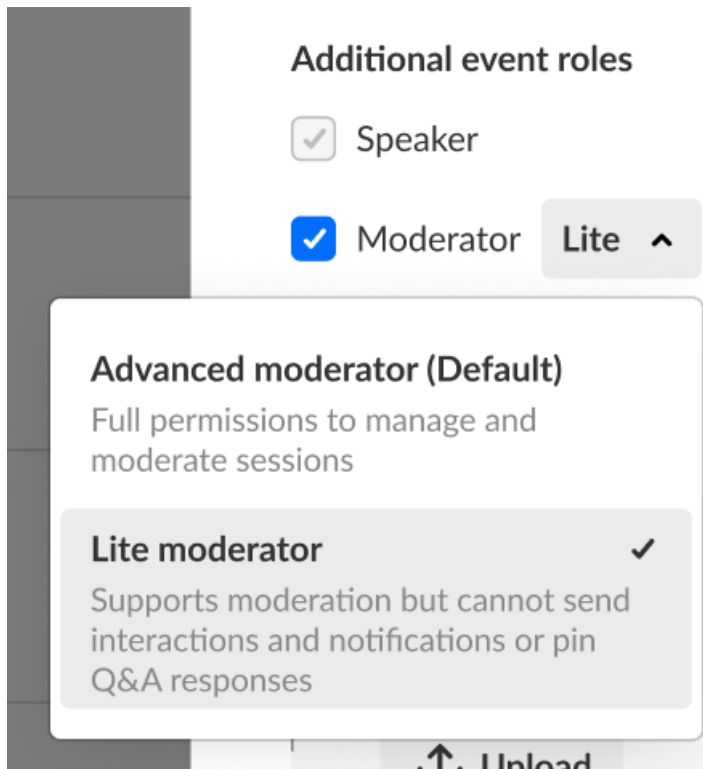 Additional event roles
Speaker
Moderator Lite
Advanced moderator (Default)
Full permissions to manage and
moderate sessions
Lite moderator
Supports moderation but cannot send
interactions and notifications or pin
Q&A responses
Upload